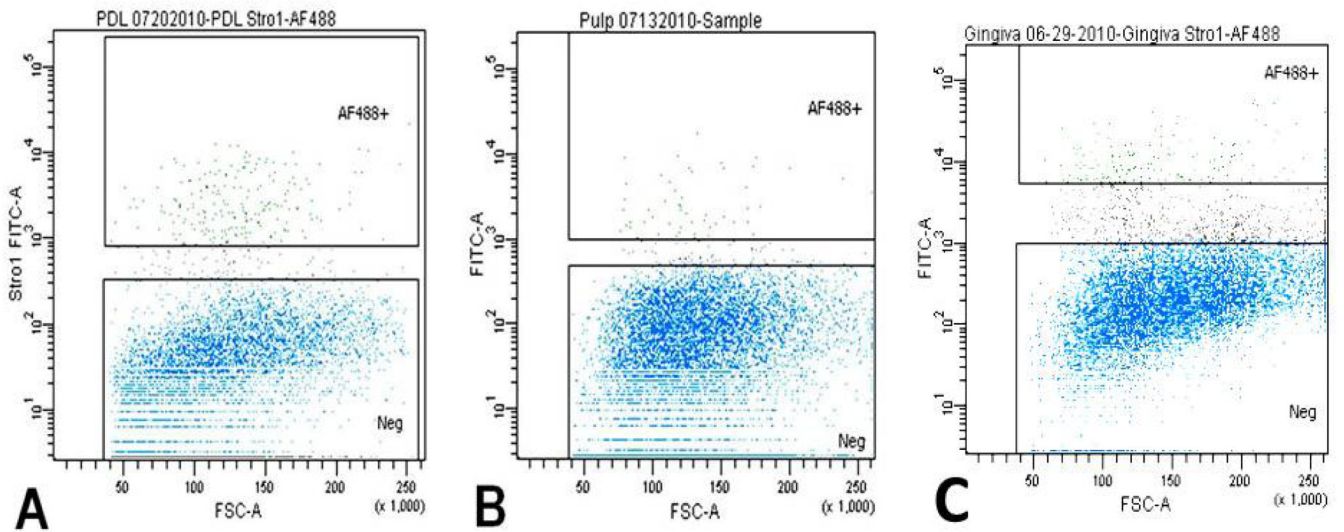 PDL 07202010-PDL Stro1-AF488
AF488+
Neg
Stro1 FITC-A
10^5
10^4
10^3
10^2
10^1
50 100 150 200 250
(x 1,000)
FSC-A
A
Pulp 07132010-Sample
AF488+
Neg
FITC-A
10^5
10^4
10^3
10^2
10^1
50 100 150 200 250
(x 1,000)
FSC-A
B
Gingiva 06-29-2010-Gingiva Stro1-AF488
AF488+
Neg
FITC-A
10^5
10^4
10^3
10^2
10^1
50 100 150 200 250
(x 1,000)
FSC-A
C